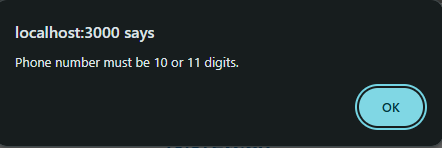 localhost:3000 says
Phone number must be 10 or 11 digits.
OK